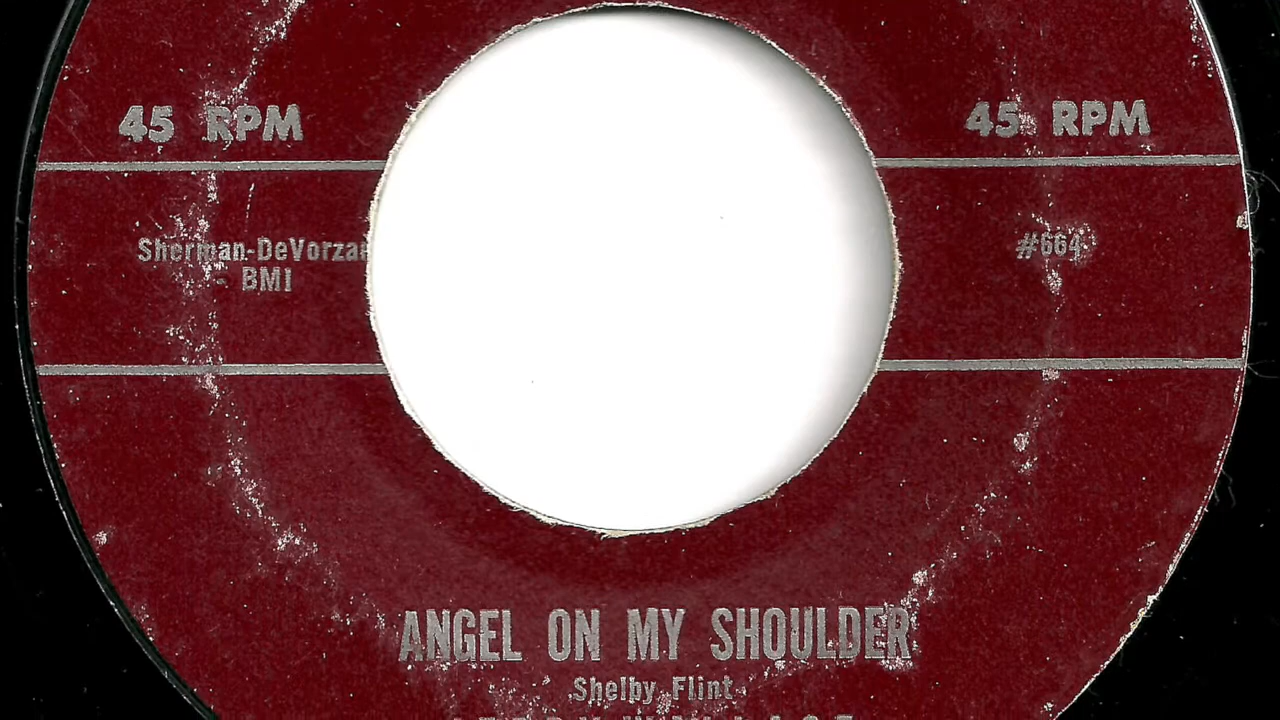 45 RPM
45 RPM
Sherman-DeVorzan
- BMI
#664
ANGEL ON MY SHOULDER
Shelby Flint